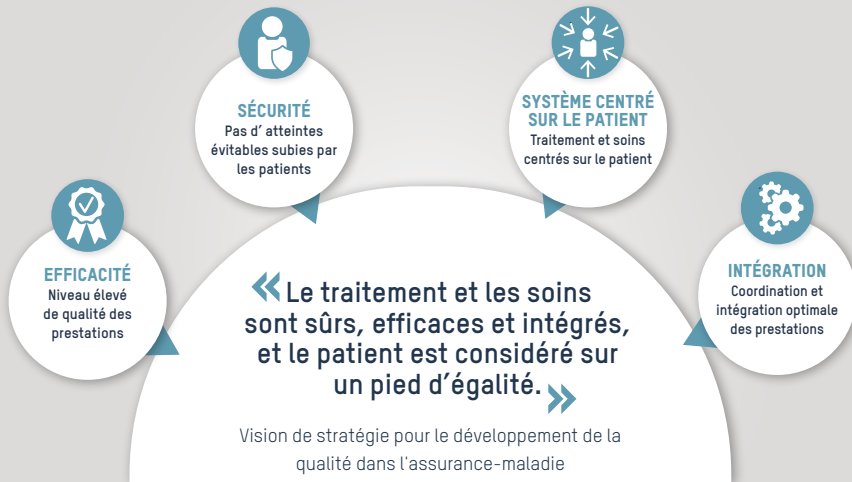 SÉCURITÉ
Pas d´ atteintes
évitables subies par
les patients
SYSTÈME CENTRÉ
SUR LE PATIENT
Traitement et soins
centrés sur le patient
EFFICACITÉ
Niveau élevé
de qualité des
prestations
INTÉGRATION
Coordination et
intégration optimale
des prestations
« Le traitement et les soins
sont sûrs, efficaces et intégrés,
et le patient est considéré sur
un pied d’égalité. »
Vision de stratégie pour le développement de la
qualité dans l'assurance-maladie